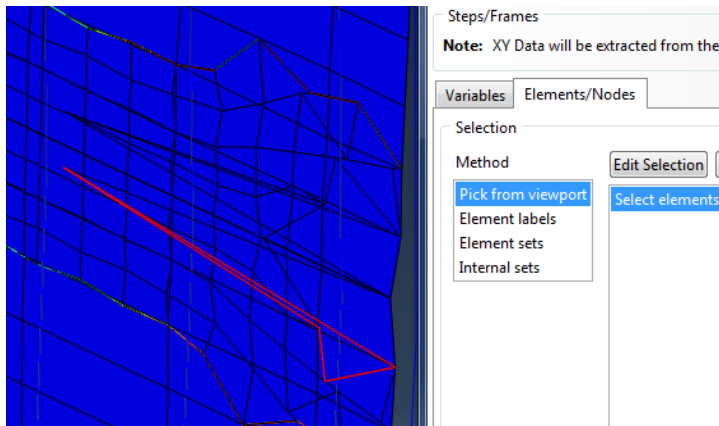 Steps/Frames
Note: XY Data will be extracted from the
Variables Elements/Nodes
Selection
Method
Edit Selection
Pick from viewport
Select elements
Element labels
Element sets
Internal sets